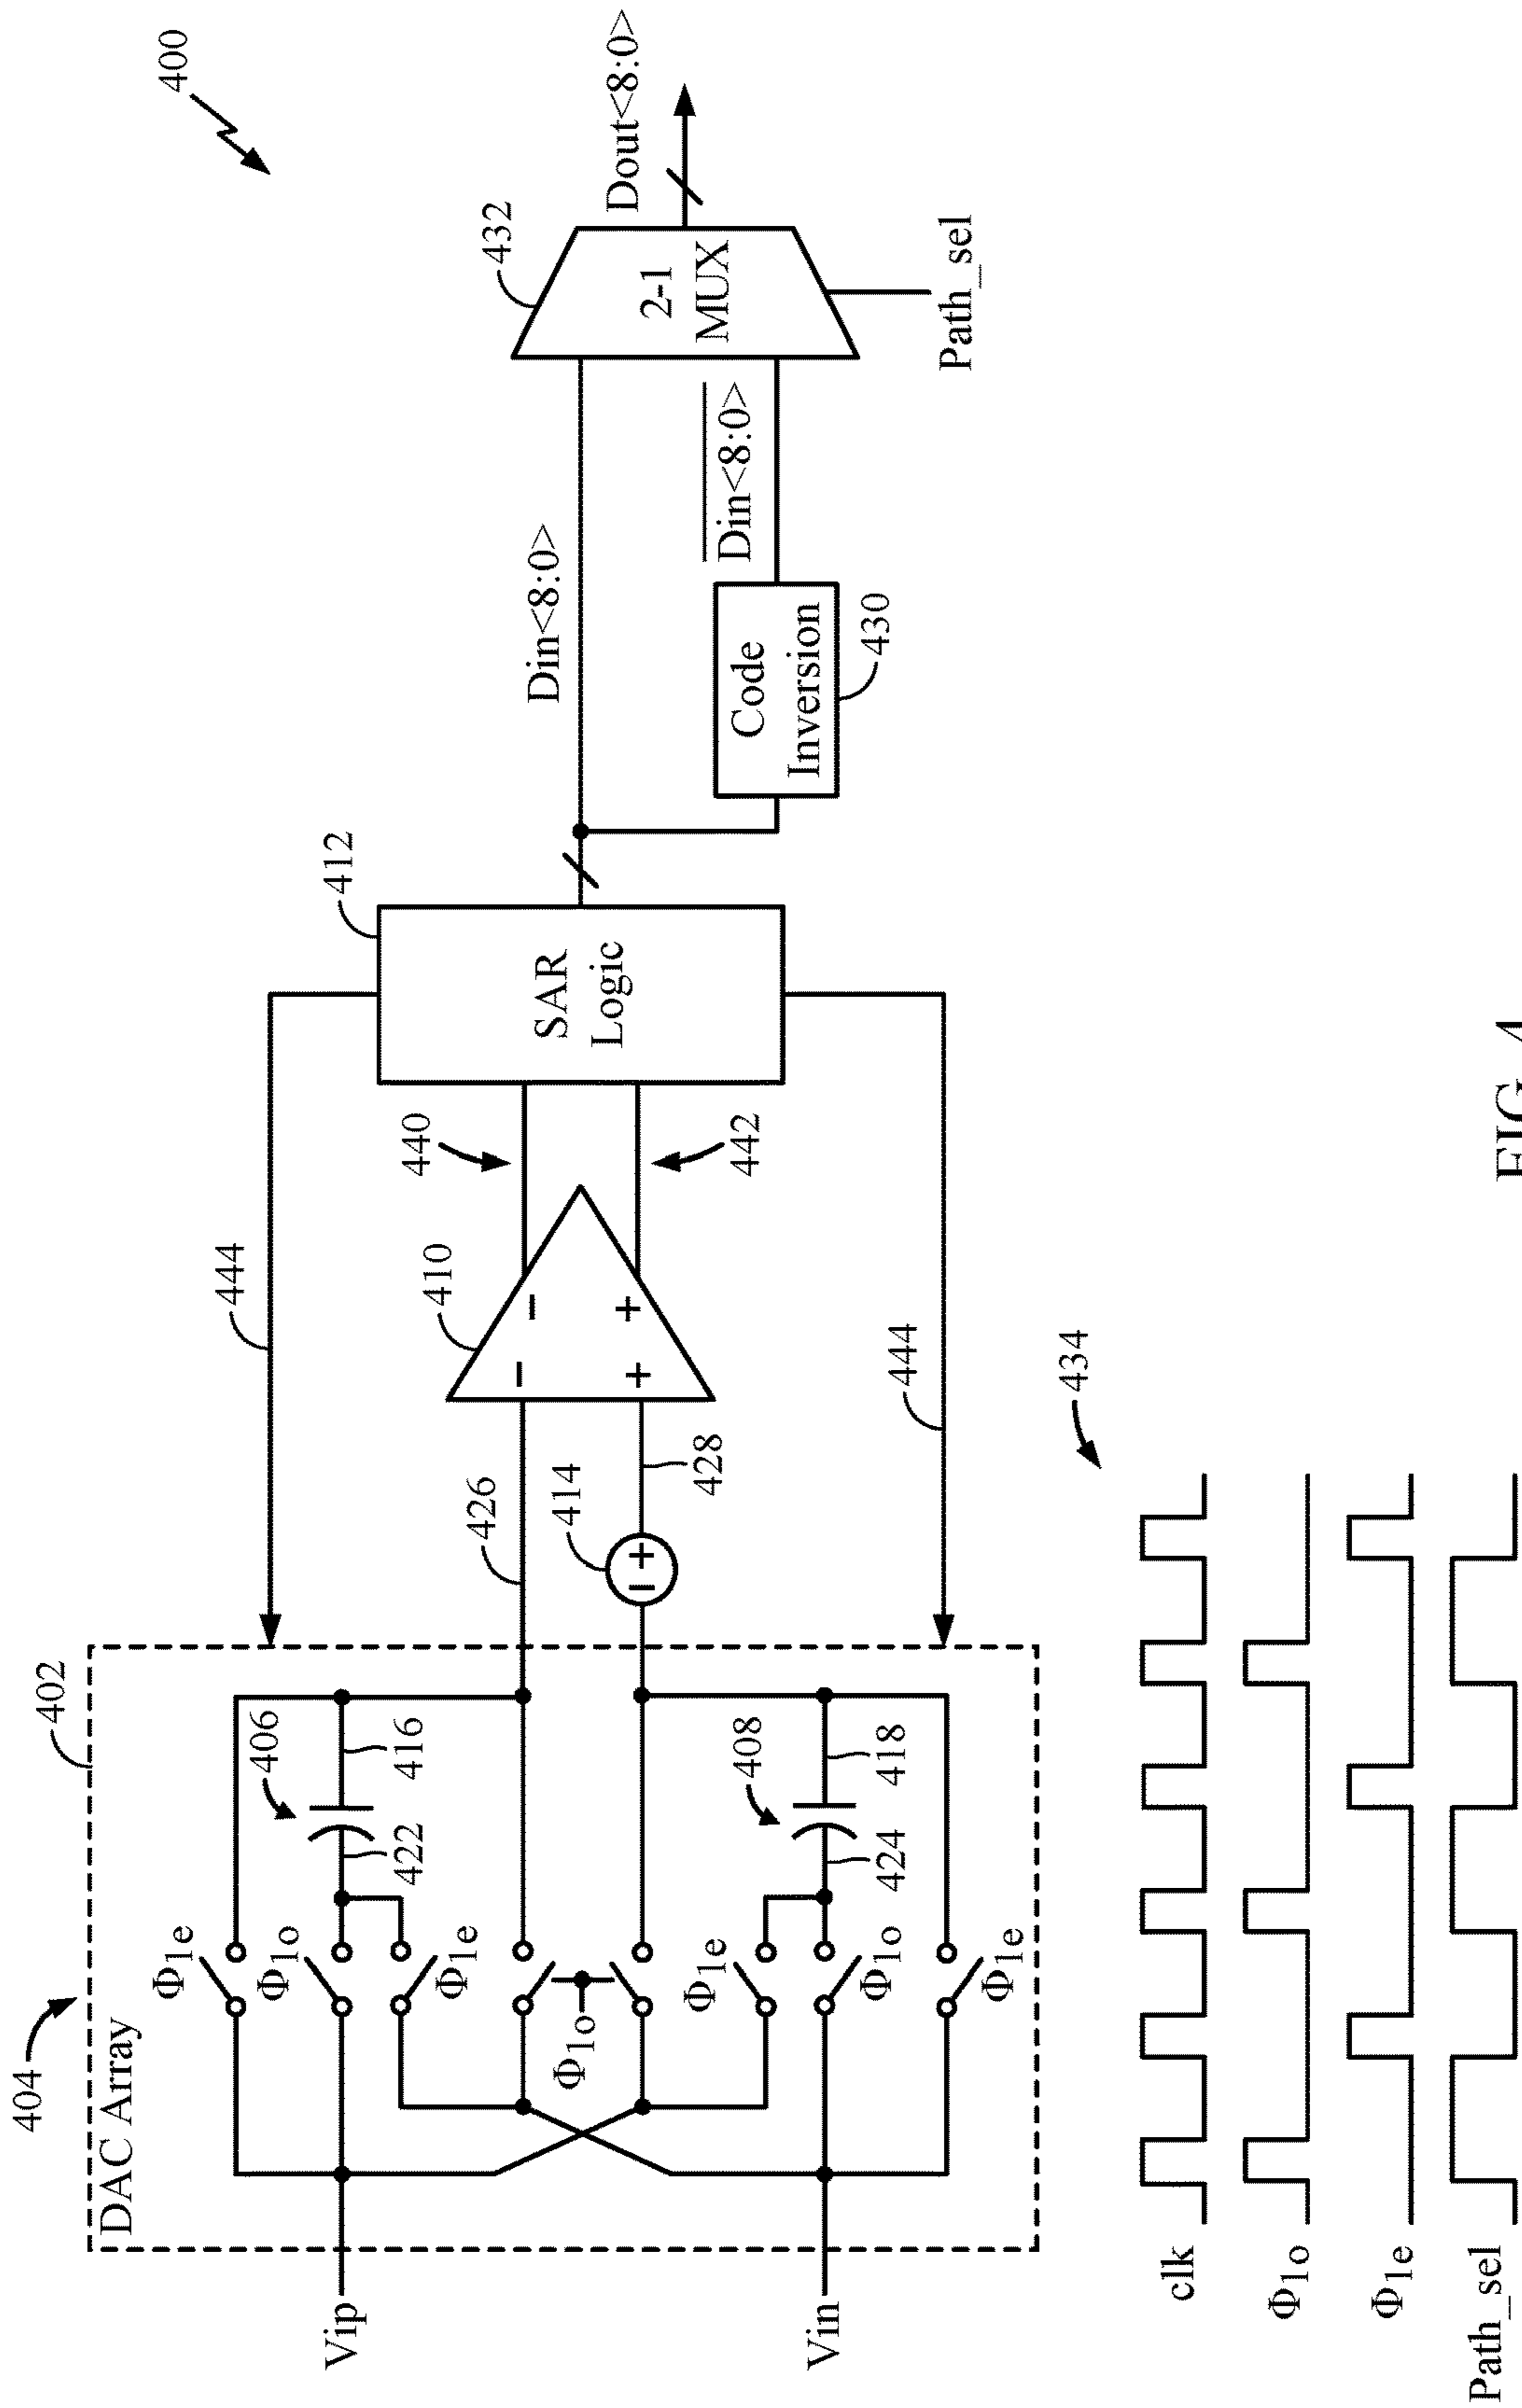 400
402
404
DAC Array
Vip
Vin
Φ1e
Φ1o
Φ1e
Φ1o
Φ1e
Φ1o
Φ1e
406
422
416
408
424
418
444
426
414
428
410
−
−
+
+
− +
440
442
444
412
SAR
Logic
Din<8:0>
Code
Inversion
430
Din<8:0>
432
2-1
MUX
Path_sel
Dout<8:0>
434
clk
Φ1o
Φ1e
Path_sel